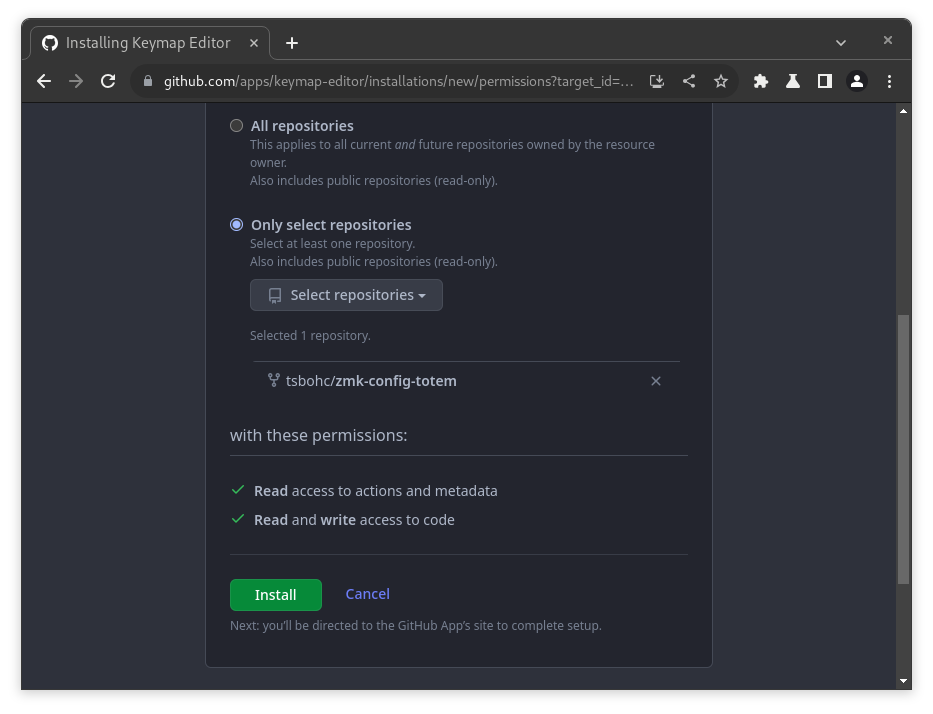 Installing Keymap Editor
github.com/apps/keymap-editor/installations/new/permissions?target_id=...
All repositories
This applies to all current and future repositories owned by the resource
owner.
Also includes public repositories (read-only).
Only select repositories
Select at least one repository.
Also includes public repositories (read-only).
Select repositories
Selected 1 repository.
tsbohc/zmk-config-totem
with these permissions:
Read access to actions and metadata
Read and write access to code
Install Cancel
Next: you’ll be directed to the GitHub App’s site to complete setup.